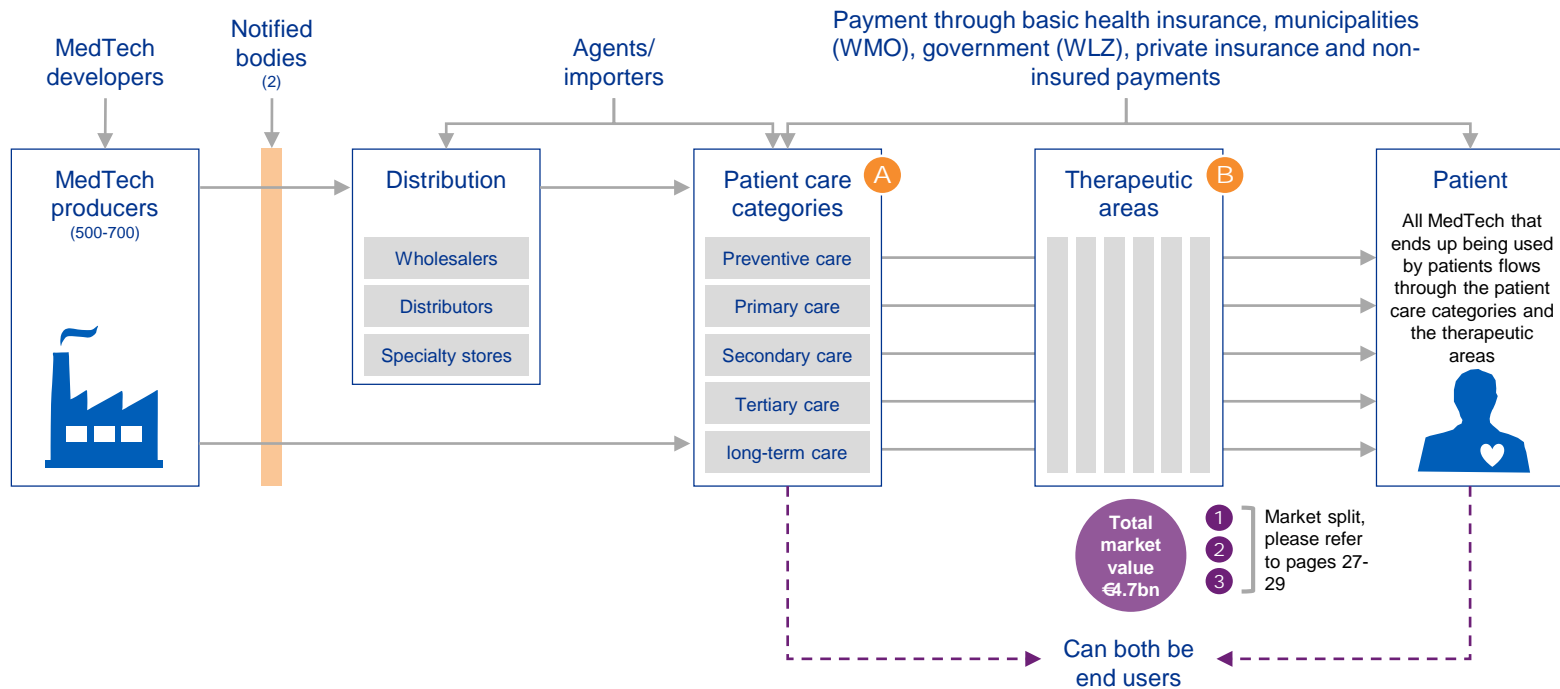 MedTech
developers
Notified
bodies
(2)
Agents/
importers
Payment through basic health insurance, municipalities
(WMO), government (WLZ), private insurance and non-
insured payments
MedTech
producers
(500-700)
Distribution
Wholesalers
Distributors
Specialty stores
Patient care
categories
A
Preventive care
Primary care
Secondary care
Tertiary care
long-term care
Therapeutic
areas
B
Patient
All MedTech that
ends up being used
by patients flows
through the patient
care categories and
the therapeutic
areas
Total
market
value
€4.7bn
1
2
3
Market split,
please refer
to pages 27-
29
Can both be
end users